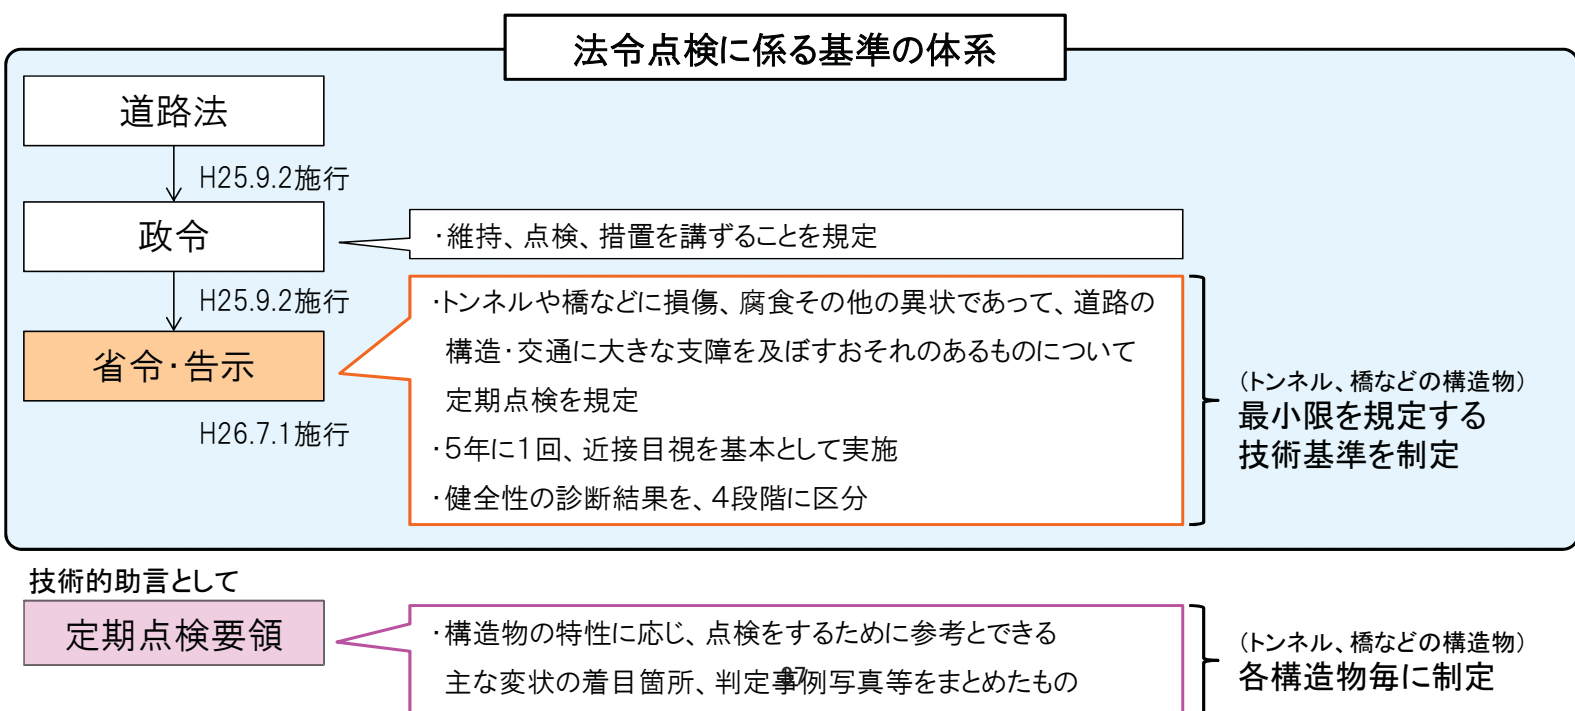 法令点検に係る基準の体系
道路法
H25.9.2施行
政令
・維持、点検、措置を講ずることを規定
H25.9.2施行
省令・告示
H26.7.1施行
・トンネルや橋などに損傷、腐食その他の異状であって、道路の
構造・交通に大きな支障を及ぼすおそれのあるものについて
定期点検を規定
・5年に1回、近接目視を基本として実施
・健全性の診断結果を、4段階に区分
(トンネル、橋などの構造物)
最小限を規定する
技術基準を制定
技術的助言として
定期点検要領
・構造物の特性に応じ、点検をするために参考とできる
主な変状の着目箇所、判定事例写真等をまとめたもの
(トンネル、橋などの構造物)
各構造物毎に制定